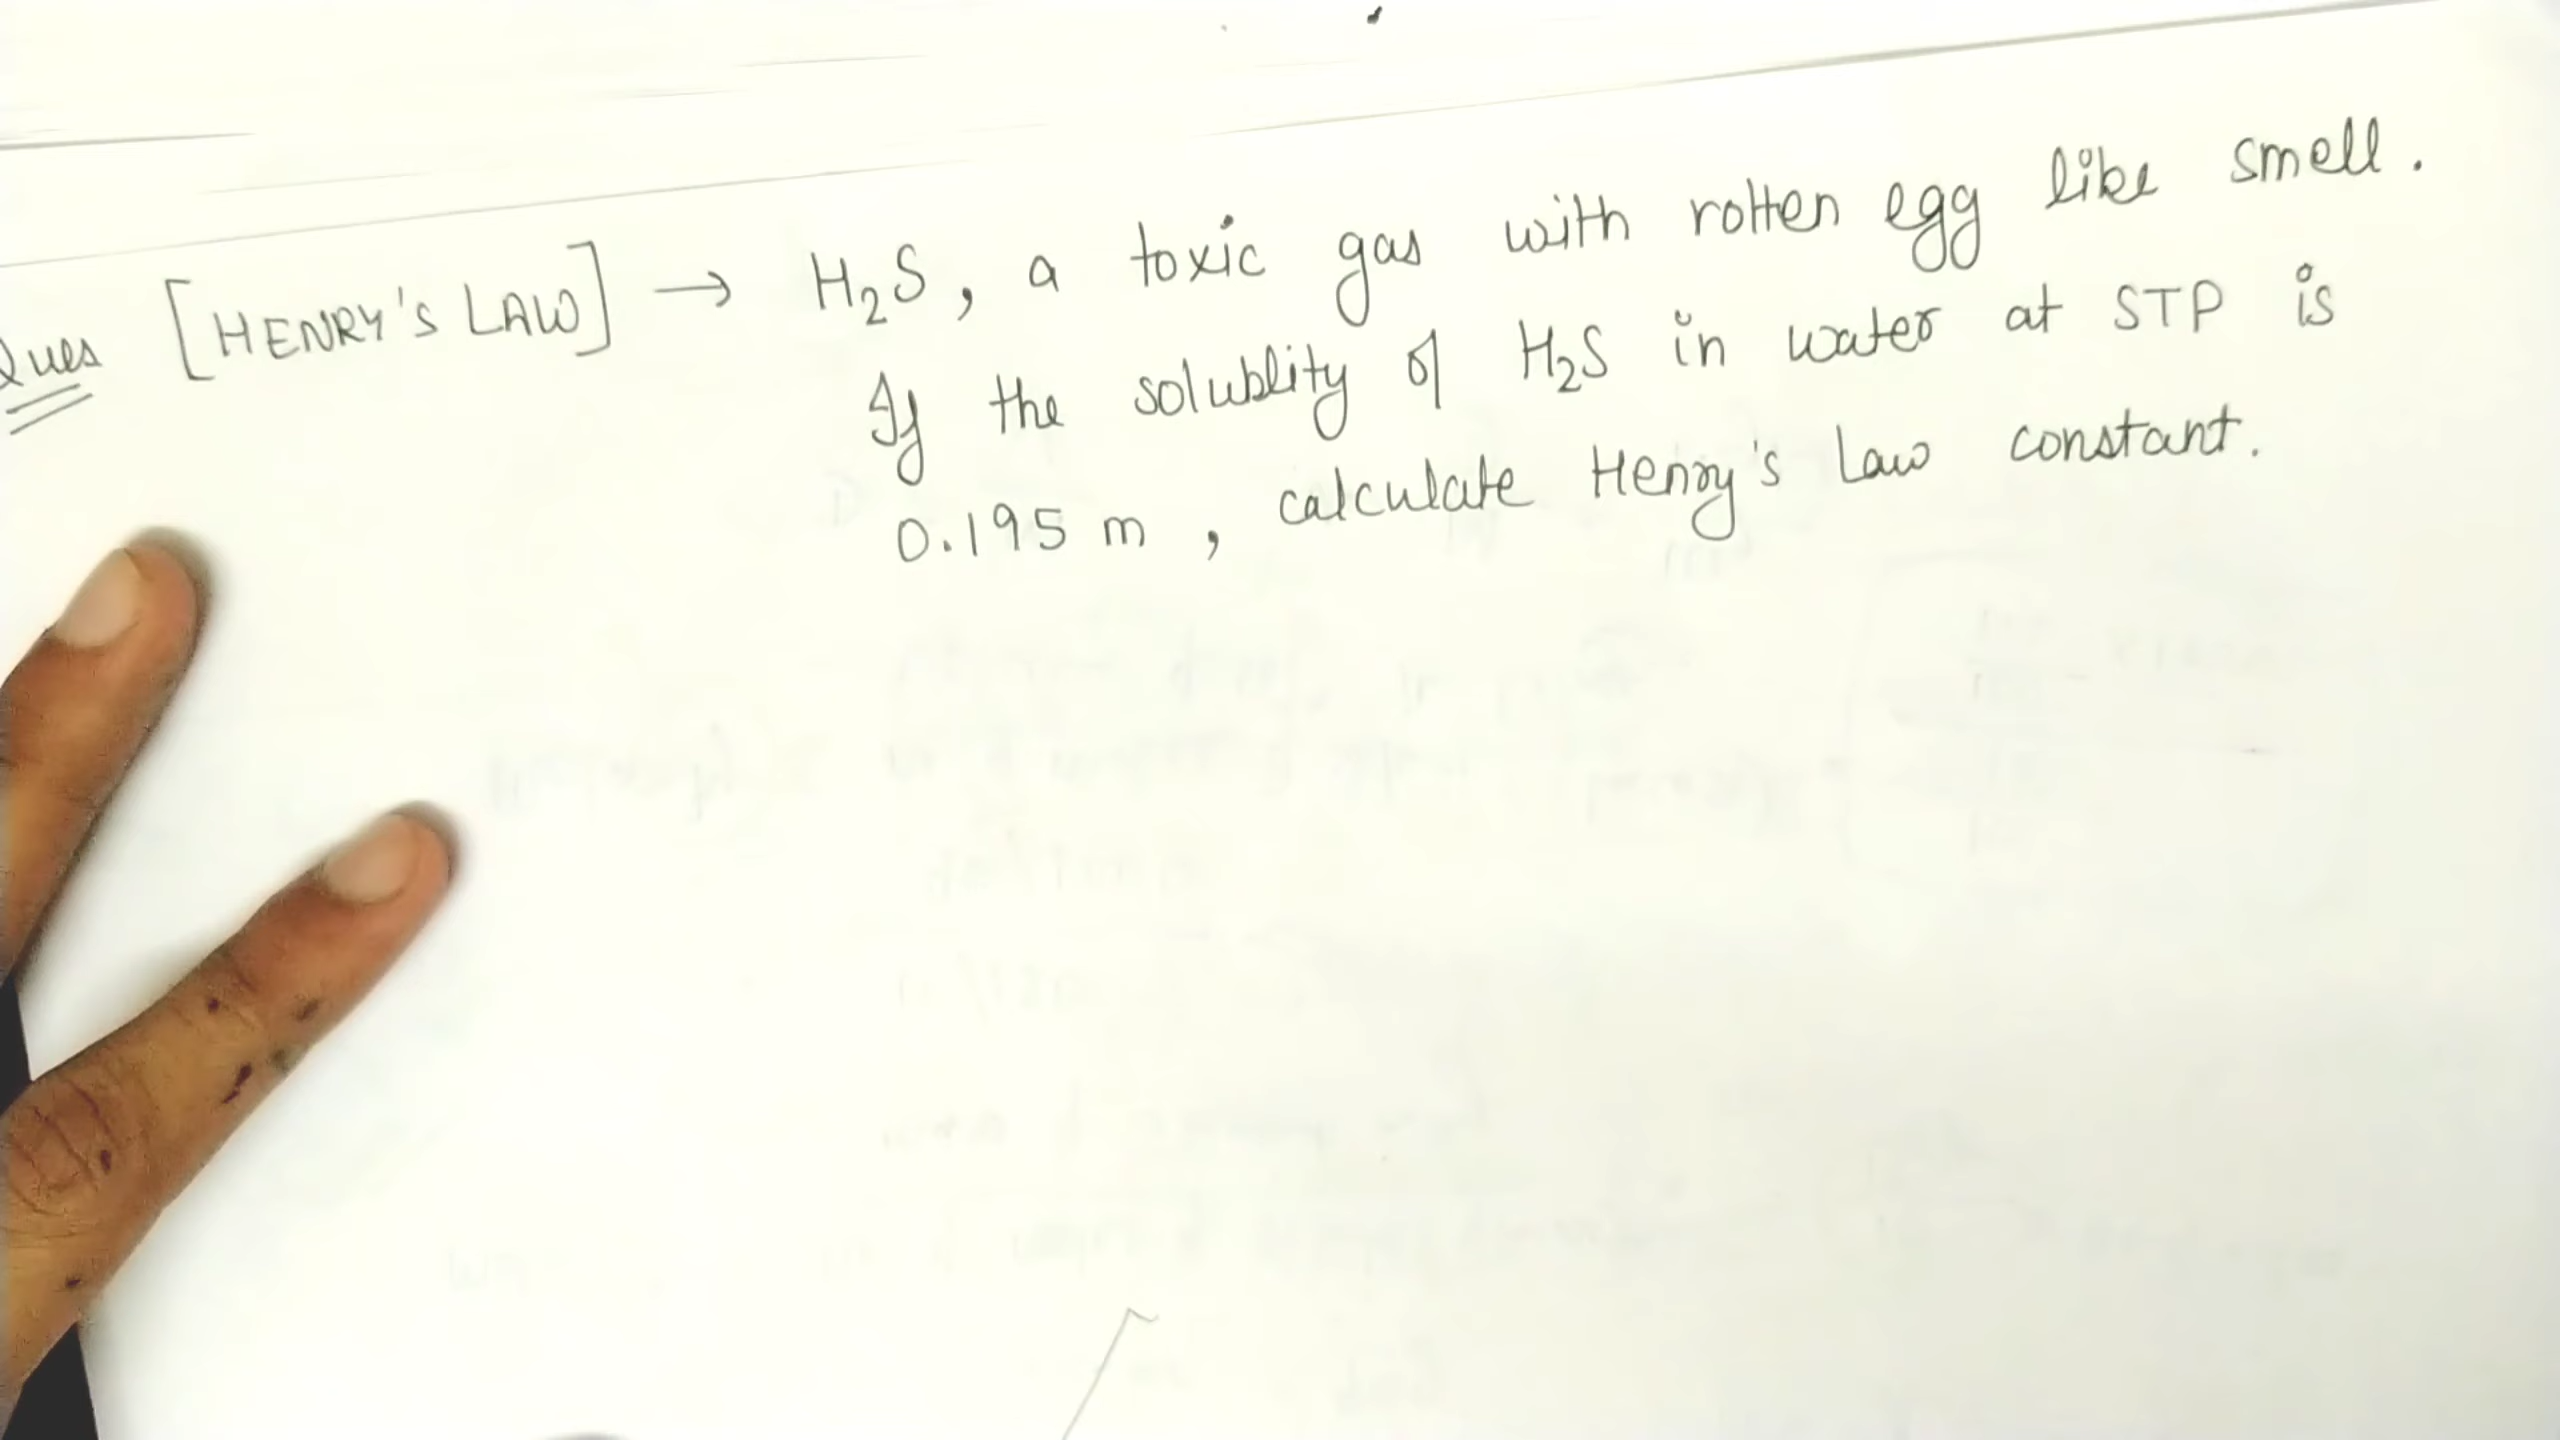 Ques [HENRY'S LAW] → H₂S, a toxic gas with rotten egg like smell.
If the solublity of H₂S in water at STP is
0.195 m, calculate Henry's Law constant.